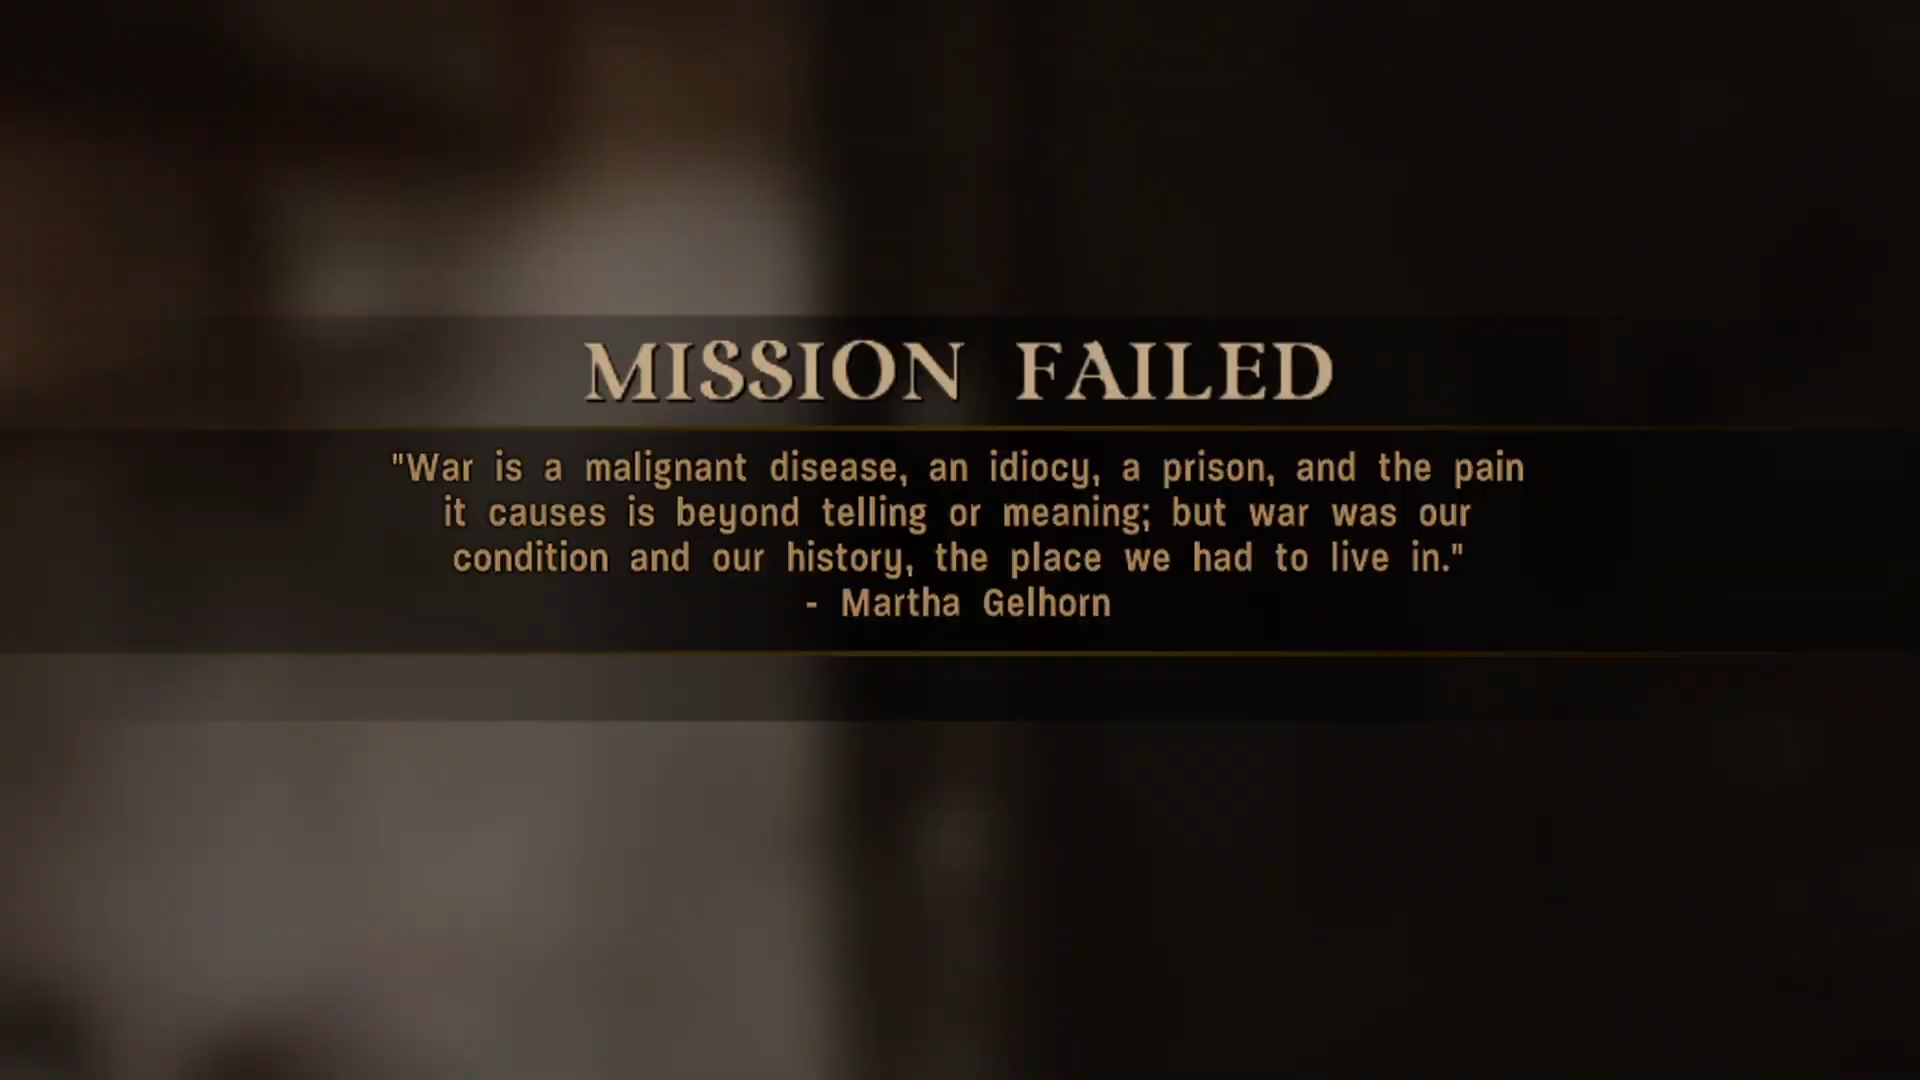 MISSION FAILED
"War is a malignant disease, an idiocy, a prison, and the pain
it causes is beyond telling or meaning; but war was our
condition and our history, the place we had to live in."
- Martha Gelhorn